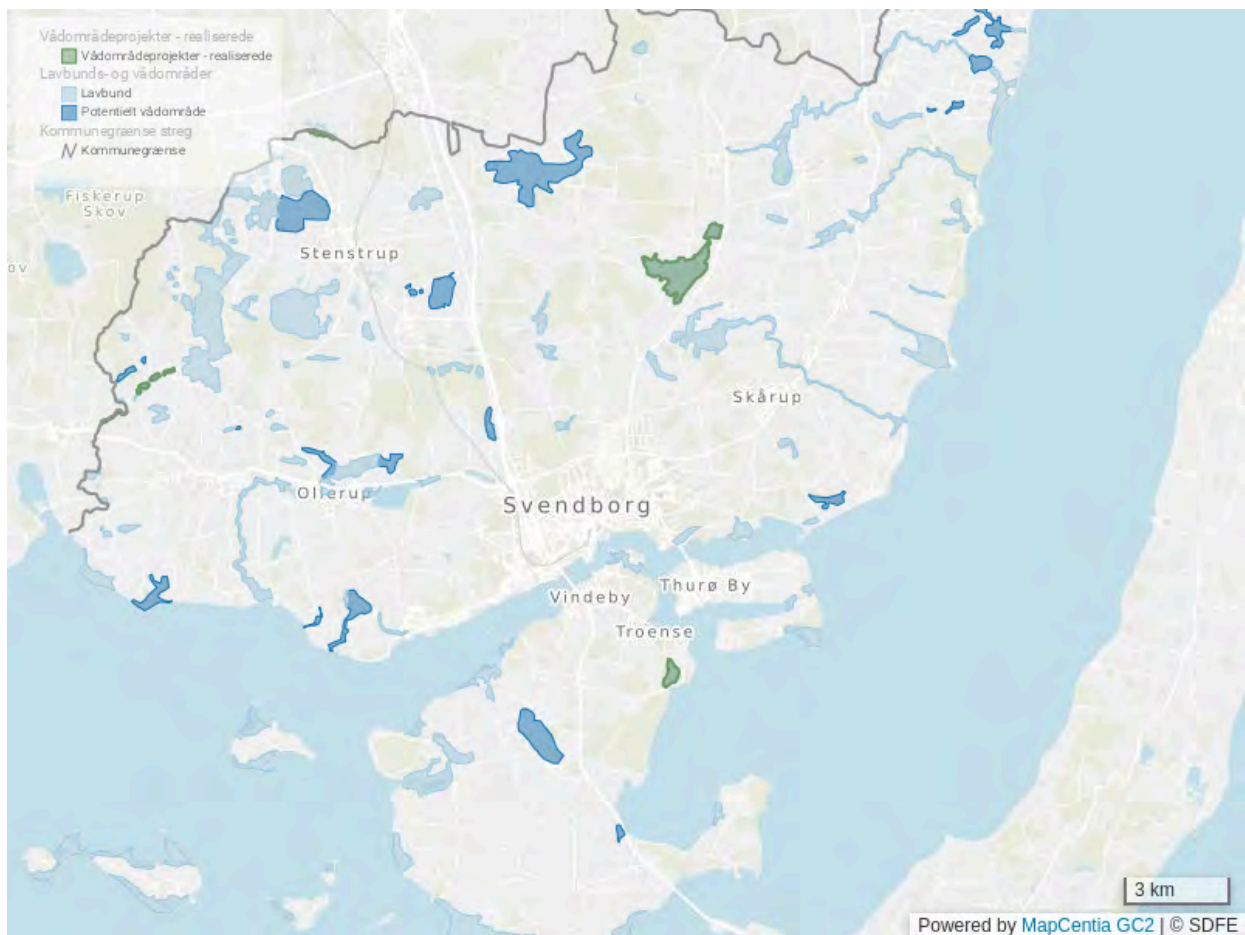 Vådområdeprojekter - realiserede
Vådområdeprojekter - realiserede
Lavbunds- og vådområder
Lavbund
Potentielt vådområde
Kommunegrænse streg
Kommunegrænse
Fiskerup
Skov
ov
Stenstrup
Skårup
Ollerup
Svendborg
Vindeby
Thurø By
Troense
3 km
Powered by MapCentia GC2 | © SDFE